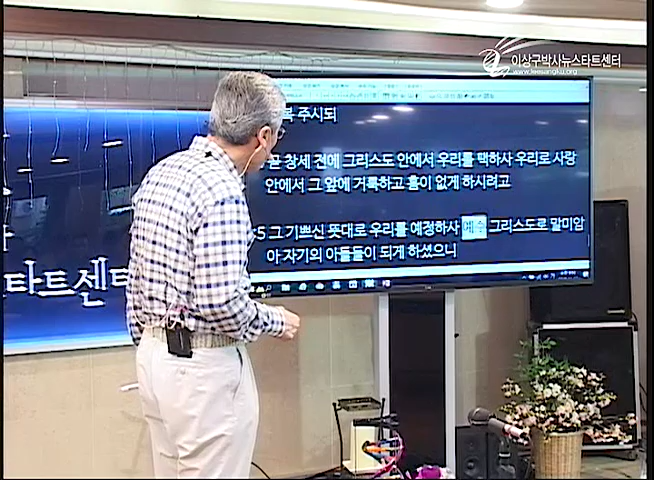 이상구박사뉴스타트센터
www.leesangku.org
복 주시되
곧 창세 전에 그리스도 안에서 우리를 택하사 우리로 사랑
안에서 그 앞에 거룩하고 흠이 없게 하시려고
5 그 기쁘신 뜻대로 우리를 예정하사 예수 그리스도로 말미암
아 자기의 아들들이 되게 하셨으니
스타트센터